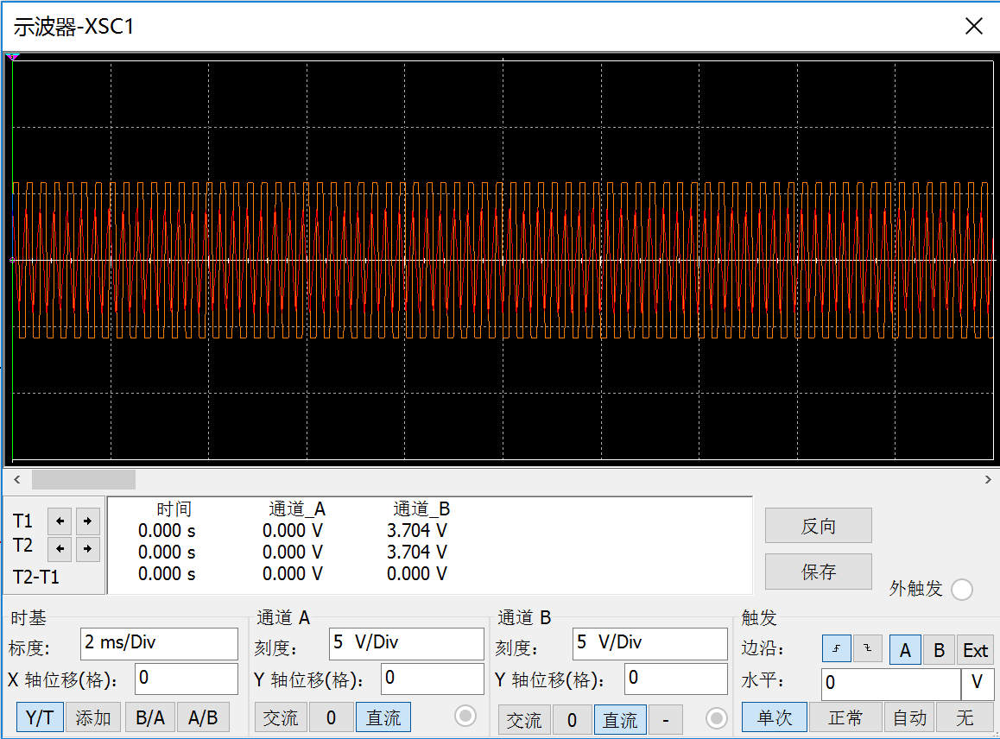 示波器-XSC1
T1
T2
T2-T1
时间 通道_A 通道_B
0.000 s 0.000 V 3.704 V
0.000 s 0.000 V 3.704 V
0.000 s 0.000 V 0.000 V
反向
保存
外触发
时基
标度: 2 ms/Div
X 轴位移(格): 0
Y/T 添加 B/A A/B
通道 A
刻度: 5 V/Div
Y 轴位移(格): 0
交流 0 直流
通道 B
刻度: 5 V/Div
Y 轴位移(格): 0
交流 0 直流 -
触发
边沿: A B Ext
水平: 0 V
单次 正常 自动 无